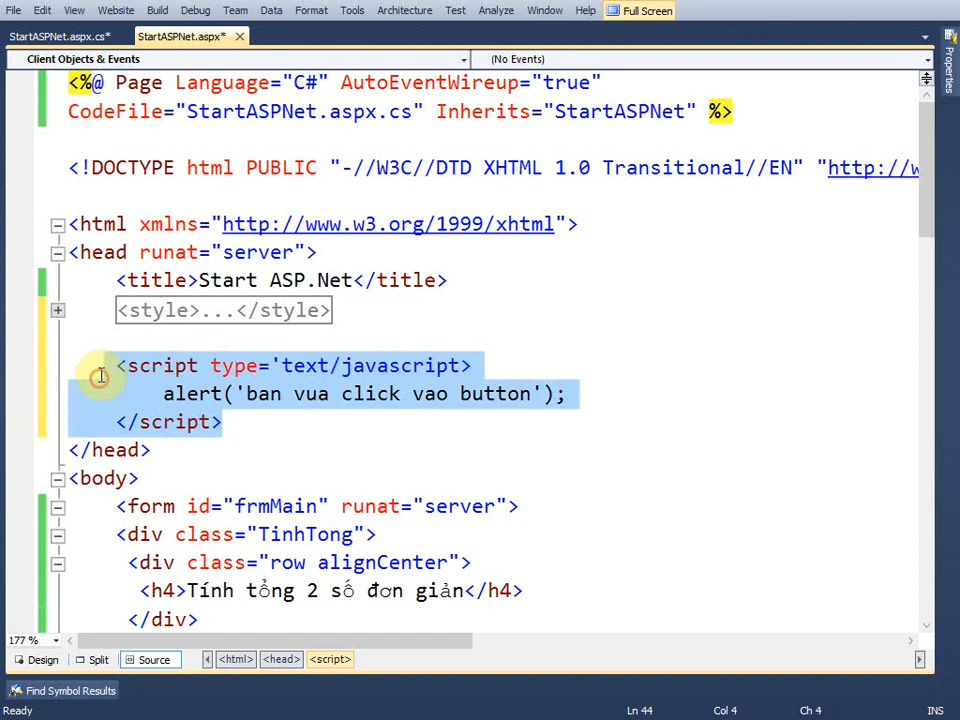 File Edit View Website Build Debug Team Data Format Tools Architecture Test Analyze Window Help Full Screen
StartASPNet.aspx.cs* StartASPNet.aspx*
Client Objects & Events (No Events)
<%@ Page Language="C#" AutoEventWireup="true"
CodeFile="StartASPNet.aspx.cs" Inherits="StartASPNet" %>
<!DOCTYPE html PUBLIC "-//W3C//DTD XHTML 1.0 Transitional//EN" "http://w
<html xmlns="http://www.w3.org/1999/xhtml">
<head runat="server">
<title>Start ASP.Net</title>
<style>...</style>
<script type='text/javascript>
alert('ban vua click vao button');
</script>
</head>
<body>
<form id="frmMain" runat="server">
<div class="TinhTong">
<div class="row alignCenter">
<h4>Tính tổng 2 số đơn giản</h4>
</div>
177 %
Design Split Source <html> <head> <script>
Find Symbol Results
Ready Ln 44 Col 4 Ch 4 INS
Properties